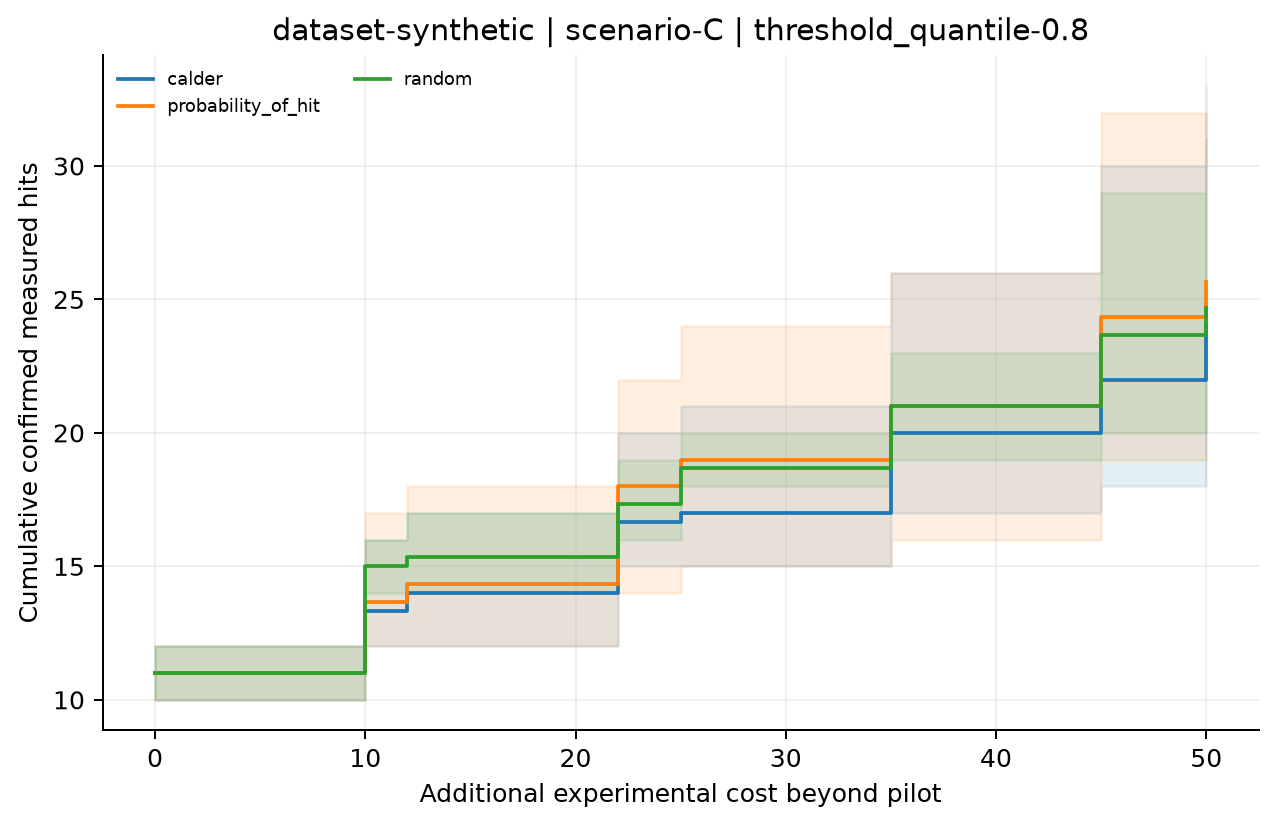 dataset-synthetic | scenario-C | threshold_quantile-0.8
calder
probability_of_hit
random
Cumulative confirmed measured hits
30
25
20
15
10
0 10 20 30 40 50
Additional experimental cost beyond pilot